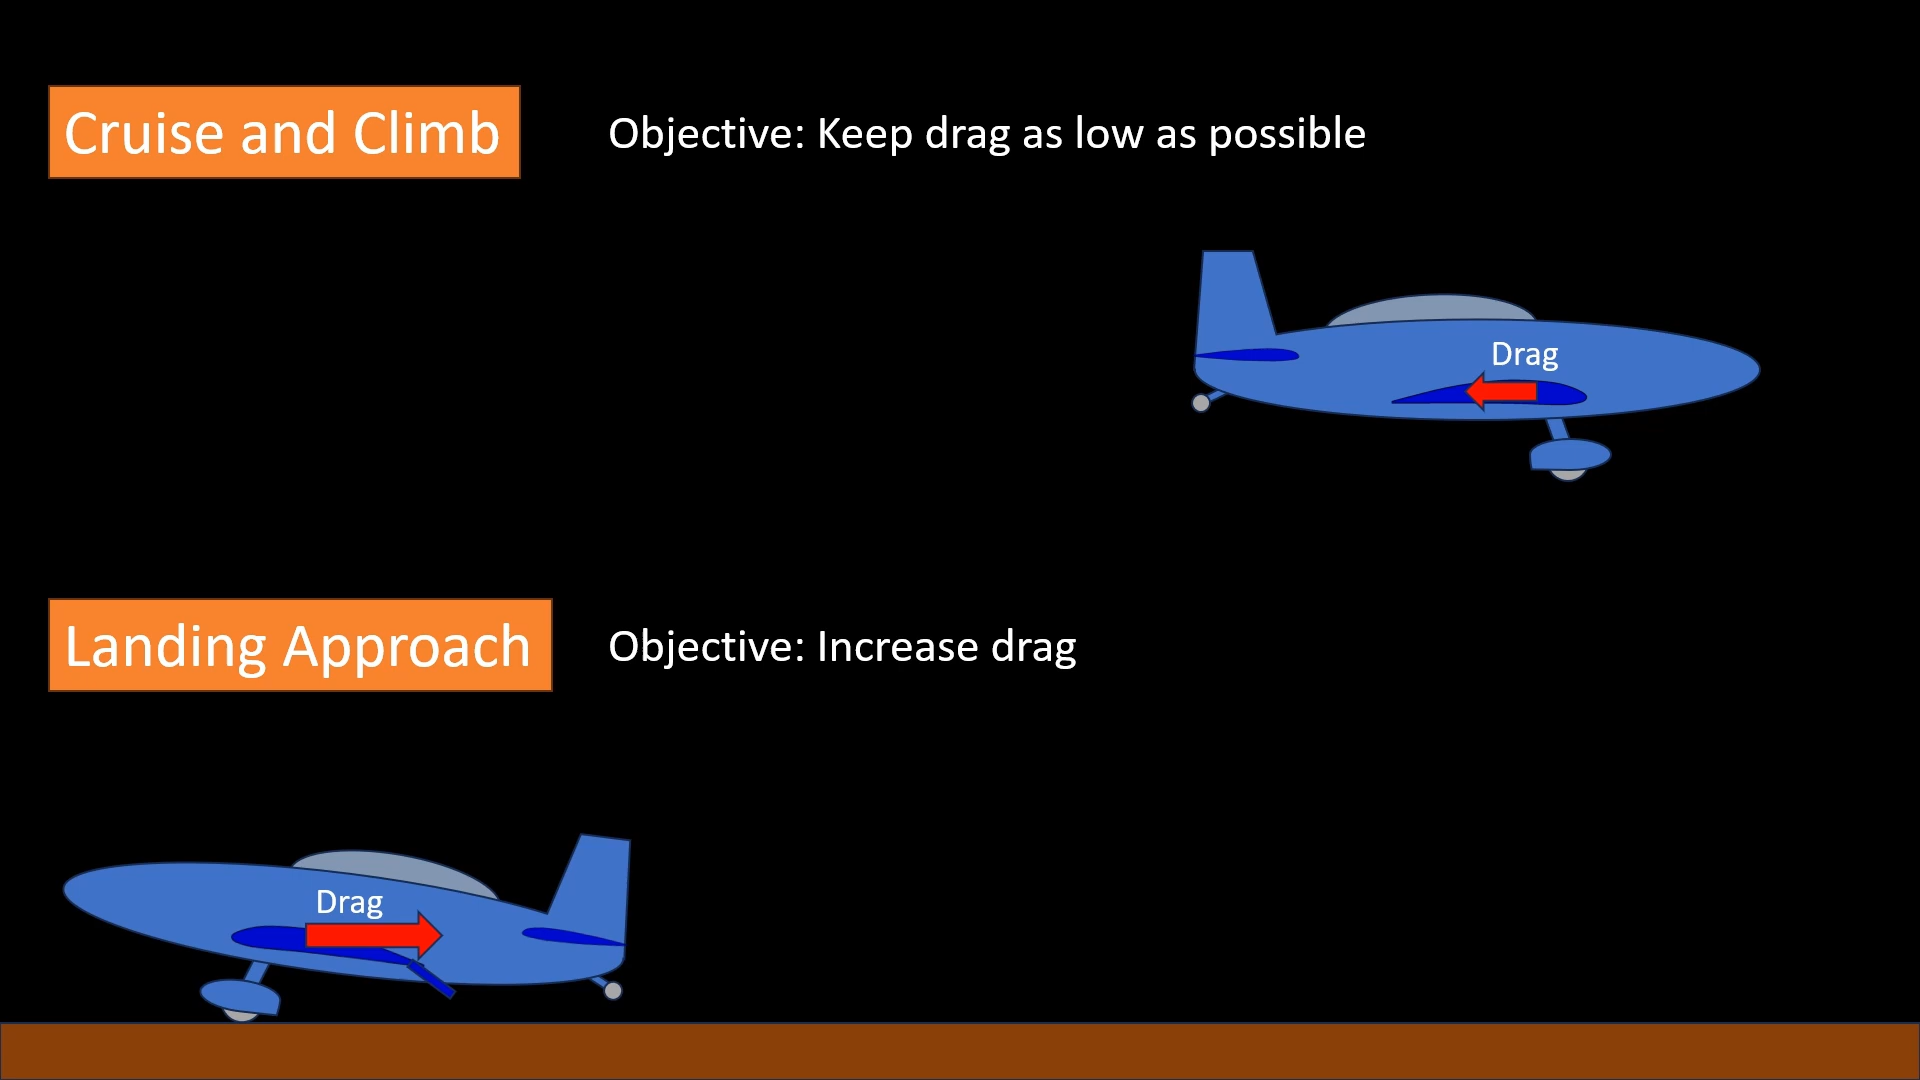 Cruise and Climb
Objective: Keep drag as low as possible
Drag
Landing Approach
Objective: Increase drag
Drag